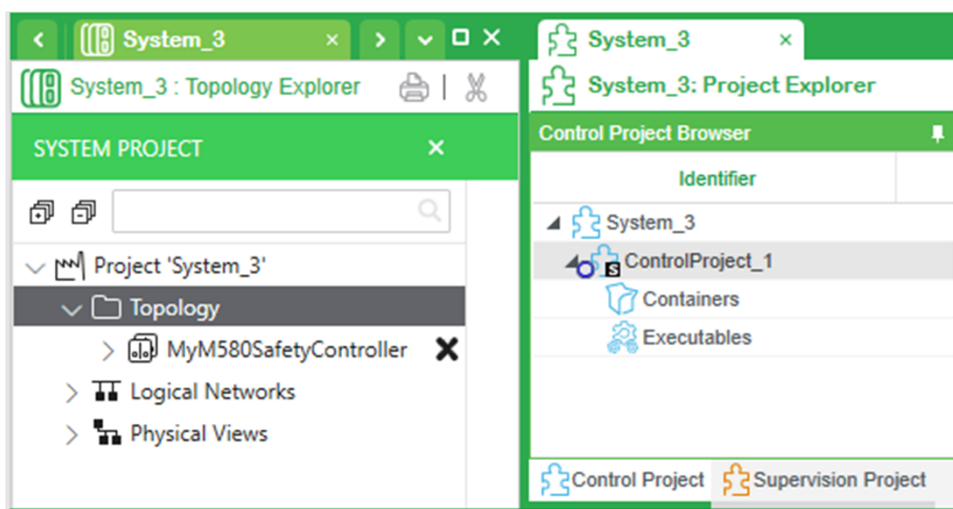 System_3
System_3 : Topology Explorer
SYSTEM PROJECT
Project 'System_3'
Topology
MyM580SafetyController
Logical Networks
Physical Views
System_3
System_3: Project Explorer
Control Project Browser
Identifier
System_3
S ControlProject_1
Containers
Executables
Control Project Supervision Project